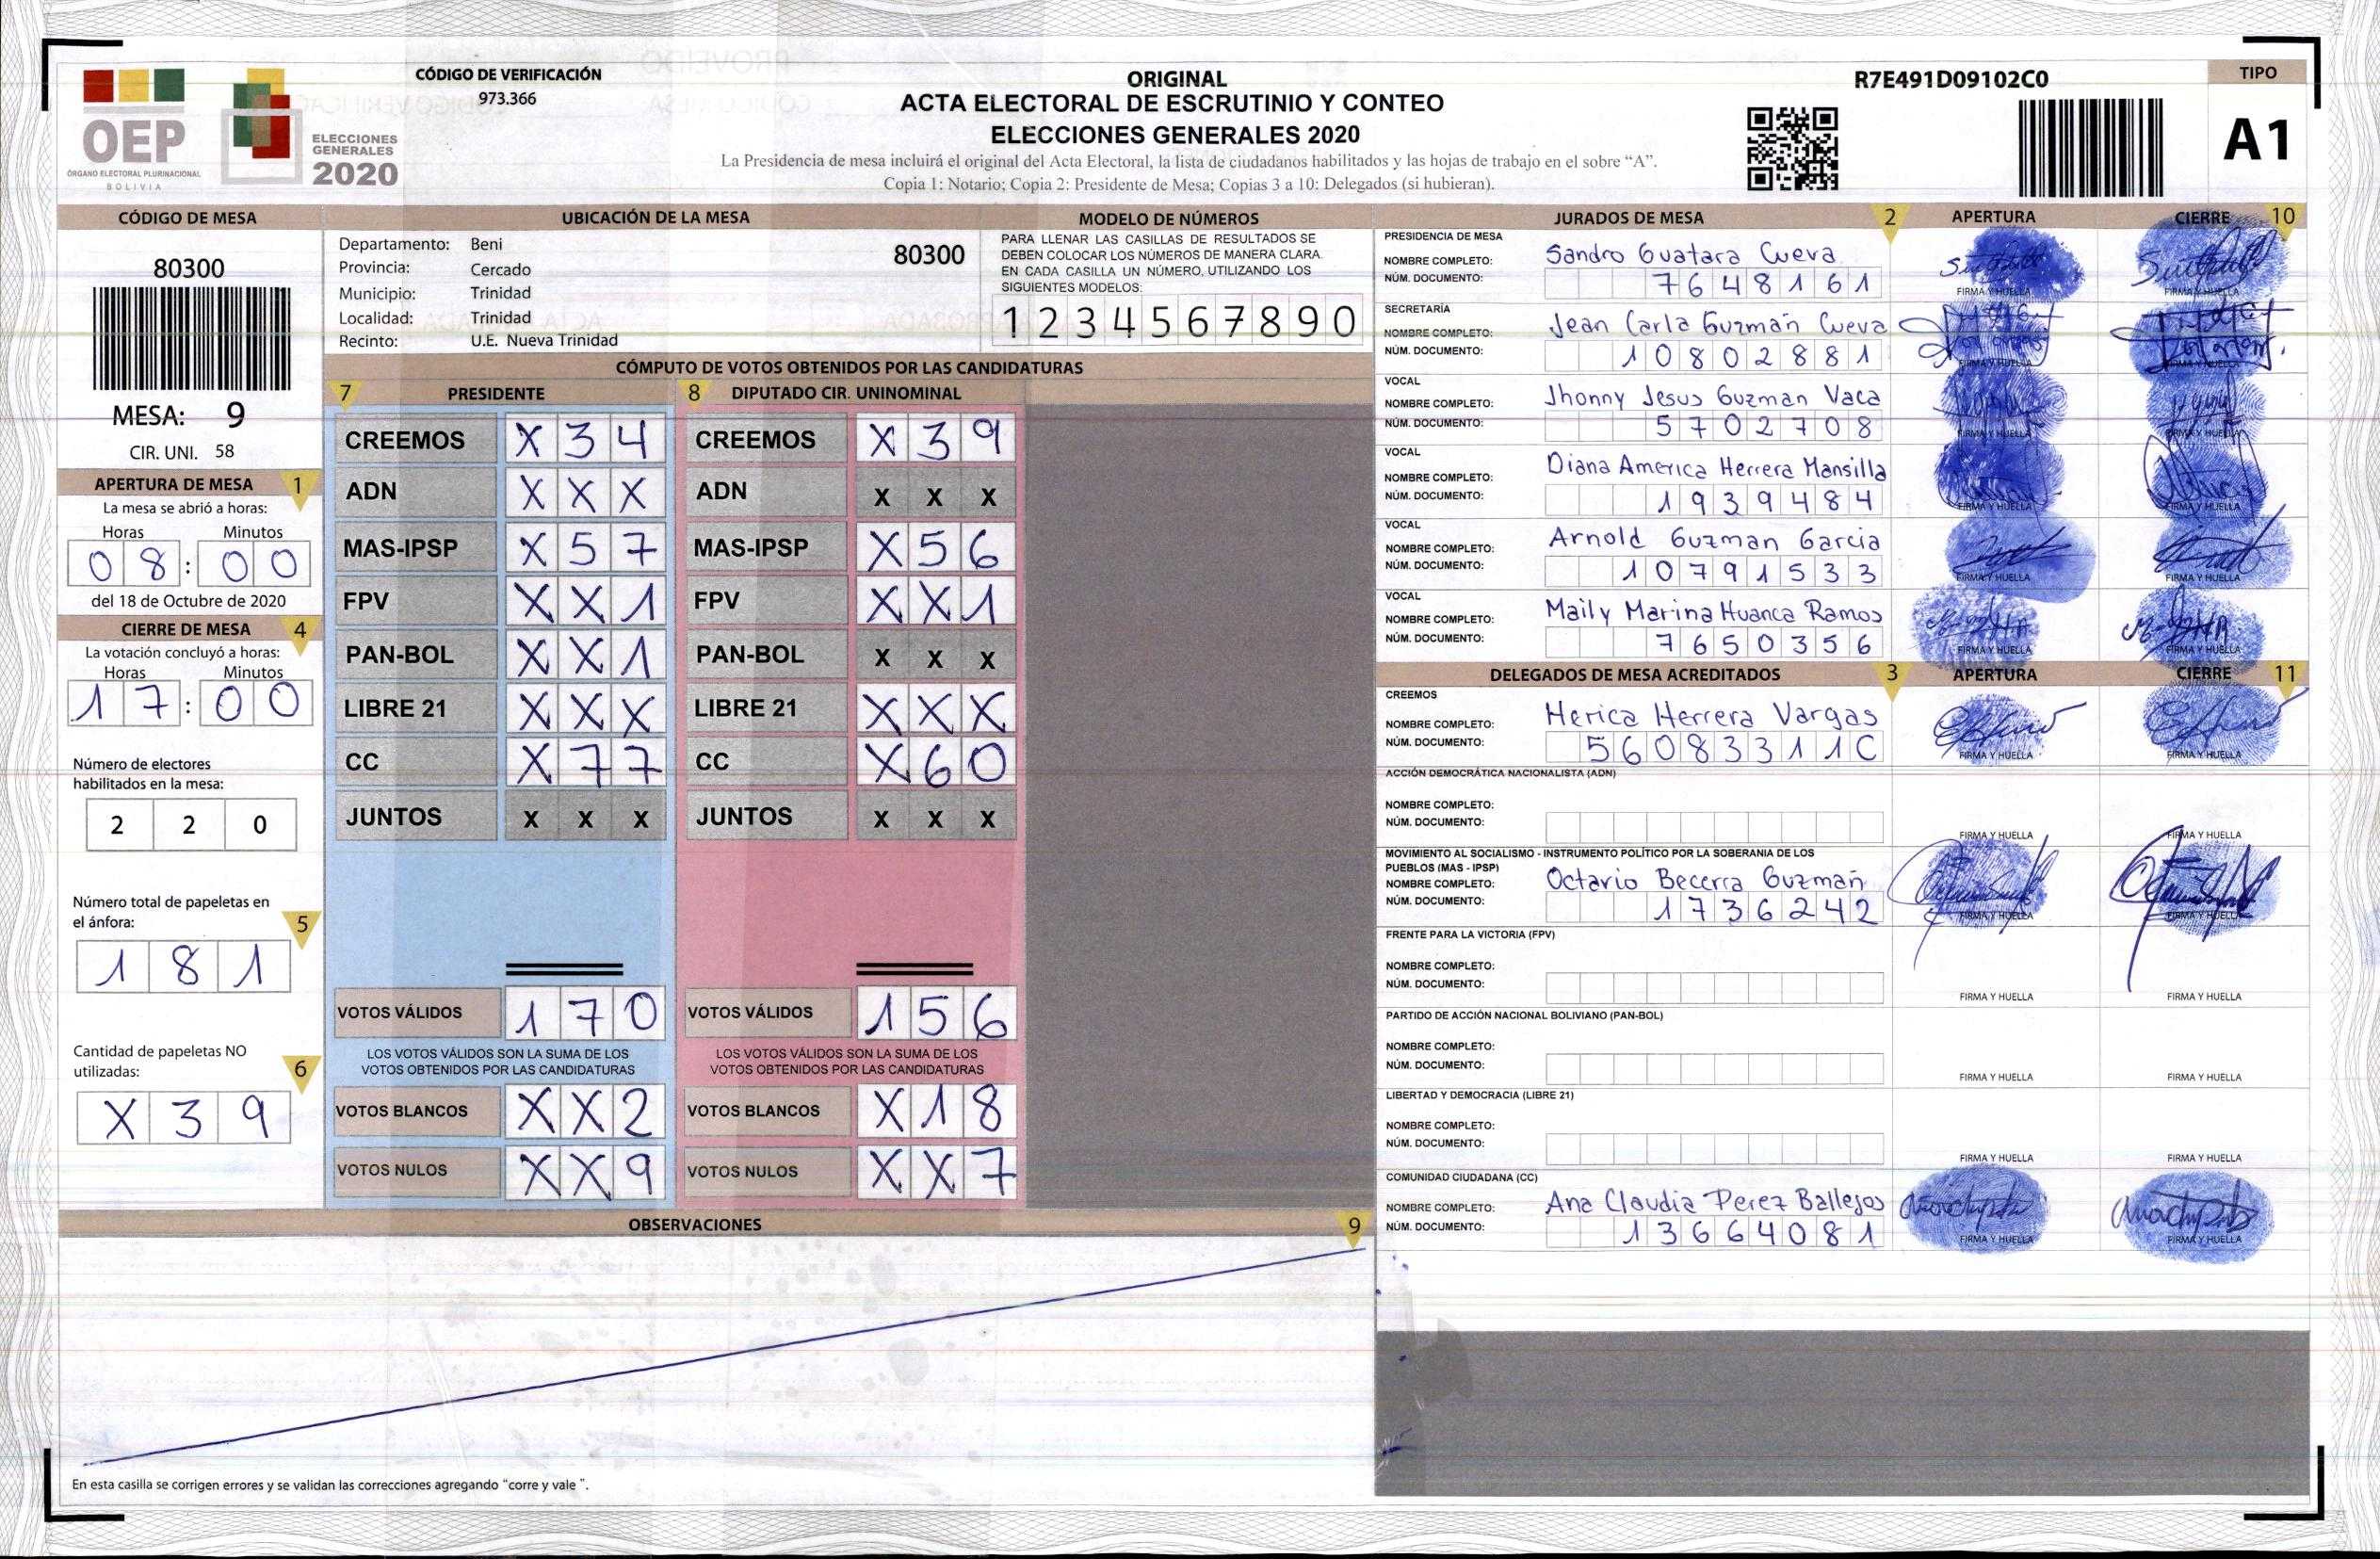 OEP
ÓRGANO ELECTORAL PLURINACIONAL
BOLIVIA
ELECCIONES
GENERALES
2020
CÓDIGO DE VERIFICACIÓN
973.366
ORIGINAL
ACTA ELECTORAL DE ESCRUTINIO Y CONTEO
ELECCIONES GENERALES 2020
La Presidencia de mesa incluirá el original del Acta Electoral, la lista de ciudadanos habilitados y las hojas de trabajo en el sobre “A”.
Copia 1: Notario; Copia 2: Presidente de Mesa; Copias 3 a 10: Delegados (si hubieran).
R7E491D09102C0
TIPO
A1
CÓDIGO DE MESA
80300
MESA: 9
CIR. UNI. 58
APERTURA DE MESA 1
La mesa se abrió a horas:
Horas Minutos
08:00
del 18 de Octubre de 2020
CIERRE DE MESA 4
La votación concluyó a horas:
Horas Minutos
17:00
Número de electores
habilitados en la mesa:
2 2 0
Número total de papeletas en
el ánfora: 5
1 8 1
Cantidad de papeletas NO
utilizadas: 6
X 3 9
UBICACIÓN DE LA MESA
Departamento: Beni
80300
Provincia: Cercado
Municipio: Trinidad
Localidad: Trinidad
Recinto: U.E. Nueva Trinidad
MODELO DE NÚMEROS
PARA LLENAR LAS CASILLAS DE RESULTADOS SE
DEBEN COLOCAR LOS NÚMEROS DE MANERA CLARA.
EN CADA CASILLA UN NÚMERO, UTILIZANDO LOS
SIGUIENTES MODELOS:
1 2 3 4 5 6 7 8 9 0
CÓMPUTO DE VOTOS OBTENIDOS POR LAS CANDIDATURAS
7 PRESIDENTE
CREEMOS X 3 4
ADN X X X
MAS-IPSP X 5 7
FPV X X 1
PAN-BOL X X 1
LIBRE 21 X X X
CC X 7 7
JUNTOS X X X
VOTOS VÁLIDOS 1 7 0
LOS VOTOS VÁLIDOS SON LA SUMA DE LOS
VOTOS OBTENIDOS POR LAS CANDIDATURAS
VOTOS BLANCOS X X 2
VOTOS NULOS X X 9
8 DIPUTADO CIR. UNINOMINAL
CREEMOS X 3 9
ADN X X X
MAS-IPSP X 5 6
FPV X X 1
PAN-BOL X X X
LIBRE 21 X X X
CC X 6 0
JUNTOS X X X
VOTOS VÁLIDOS 1 5 6
LOS VOTOS VÁLIDOS SON LA SUMA DE LOS
VOTOS OBTENIDOS POR LAS CANDIDATURAS
VOTOS BLANCOS X 1 8
VOTOS NULOS X X 7
OBSERVACIONES 9
En esta casilla se corrigen errores y se validan las correcciones agregando “corre y vale ”.
JURADOS DE MESA 2 APERTURA CIERRE 10
PRESIDENCIA DE MESA
NOMBRE COMPLETO: Sandro Guatara Cueva
NÚM. DOCUMENTO: 7648161
FIRMA Y HUELLA FIRMA Y HUELLA
SECRETARÍA
NOMBRE COMPLETO: Jean Carla Guzmán Cueva
NÚM. DOCUMENTO: 10802881
FIRMA Y HUELLA FIRMA Y HUELLA
VOCAL
NOMBRE COMPLETO: Jhonny Jesus Guzman Vaca
NÚM. DOCUMENTO: 5702708
FIRMA Y HUELLA FIRMA Y HUELLA
VOCAL
NOMBRE COMPLETO: Diana America Herrera Mansilla
NÚM. DOCUMENTO: 1939484
FIRMA Y HUELLA FIRMA Y HUELLA
VOCAL
NOMBRE COMPLETO: Arnold Guzman Garcia
NÚM. DOCUMENTO: 10791533
FIRMA Y HUELLA FIRMA Y HUELLA
VOCAL
NOMBRE COMPLETO: Maily Marina Huanca Ramos
NÚM. DOCUMENTO: 7650356
FIRMA Y HUELLA FIRMA Y HUELLA
DELEGADOS DE MESA ACREDITADOS 3 APERTURA CIERRE 11
CREEMOS
NOMBRE COMPLETO: Herica Herrera Vargas
NÚM. DOCUMENTO: 56083311C
FIRMA Y HUELLA FIRMA Y HUELLA
ACCIÓN DEMOCRÁTICA NACIONALISTA (ADN)
NOMBRE COMPLETO:
NÚM. DOCUMENTO:
FIRMA Y HUELLA FIRMA Y HUELLA
MOVIMIENTO AL SOCIALISMO - INSTRUMENTO POLÍTICO POR LA SOBERANIA DE LOS
PUEBLOS (MAS - IPSP)
NOMBRE COMPLETO: Octavio Becerra Guzmán
NÚM. DOCUMENTO: 1736242
FIRMA Y HUELLA FIRMA Y HUELLA
FRENTE PARA LA VICTORIA (FPV)
NOMBRE COMPLETO:
NÚM. DOCUMENTO:
FIRMA Y HUELLA FIRMA Y HUELLA
PARTIDO DE ACCIÓN NACIONAL BOLIVIANO (PAN-BOL)
NOMBRE COMPLETO:
NÚM. DOCUMENTO:
FIRMA Y HUELLA FIRMA Y HUELLA
LIBERTAD Y DEMOCRACIA (LIBRE 21)
NOMBRE COMPLETO:
NÚM. DOCUMENTO:
FIRMA Y HUELLA FIRMA Y HUELLA
COMUNIDAD CIUDADANA (CC)
NOMBRE COMPLETO: Ana Claudia Perez Ballejos
NÚM. DOCUMENTO: 13664081
FIRMA Y HUELLA FIRMA Y HUELLA